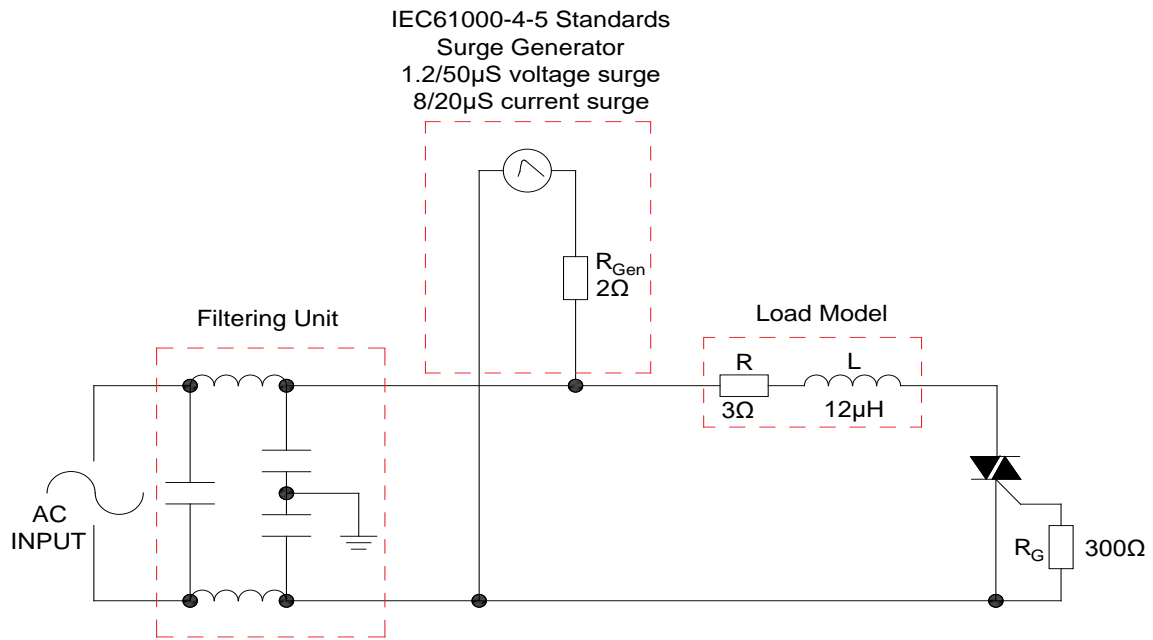 IEC61000-4-5 Standards
Surge Generator
1.2/50µS voltage surge
8/20µS current surge
R_Gen
2Ω
Filtering Unit
Load Model
R
L
3Ω
12µH
AC
INPUT
R_G
300Ω